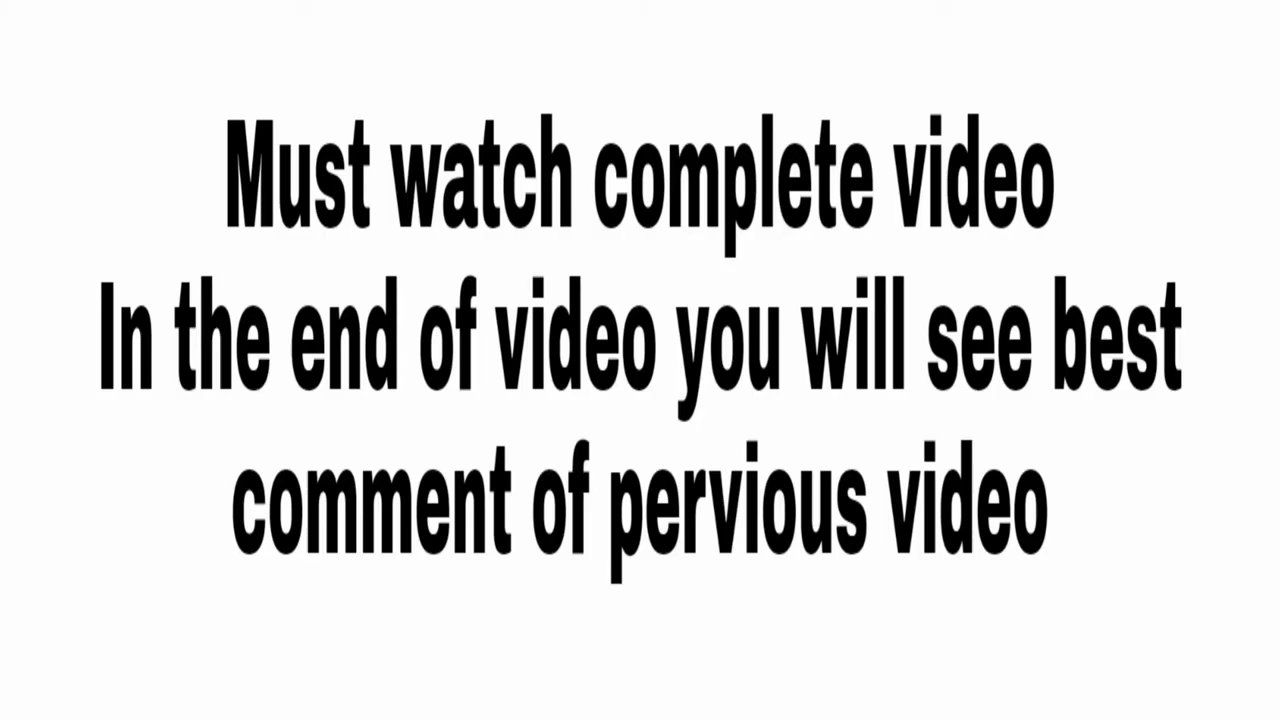 Must watch complete video
In the end of video you will see best
comment of pervious video